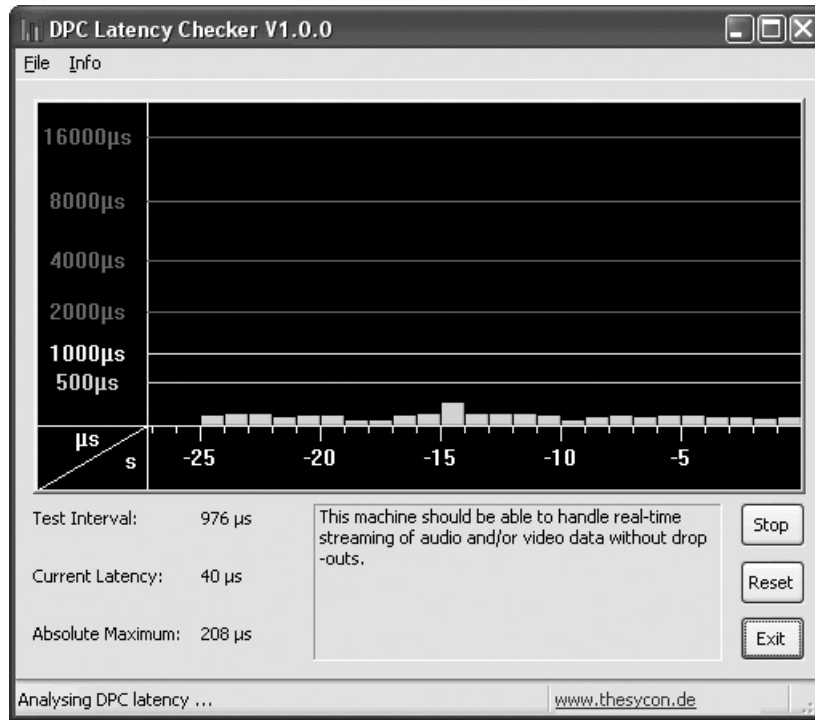 DPC Latency Checker V1.0.0
File Info
16000µs
8000µs
4000µs
2000µs
1000µs
500µs
µs
s
-25 -20 -15 -10 -5
Test Interval: 976 µs
Current Latency: 40 µs
Absolute Maximum: 208 µs
This machine should be able to handle real-time
streaming of audio and/or video data without drop
-outs.
Stop
Reset
Exit
Analysing DPC latency ...
www.thesycon.de